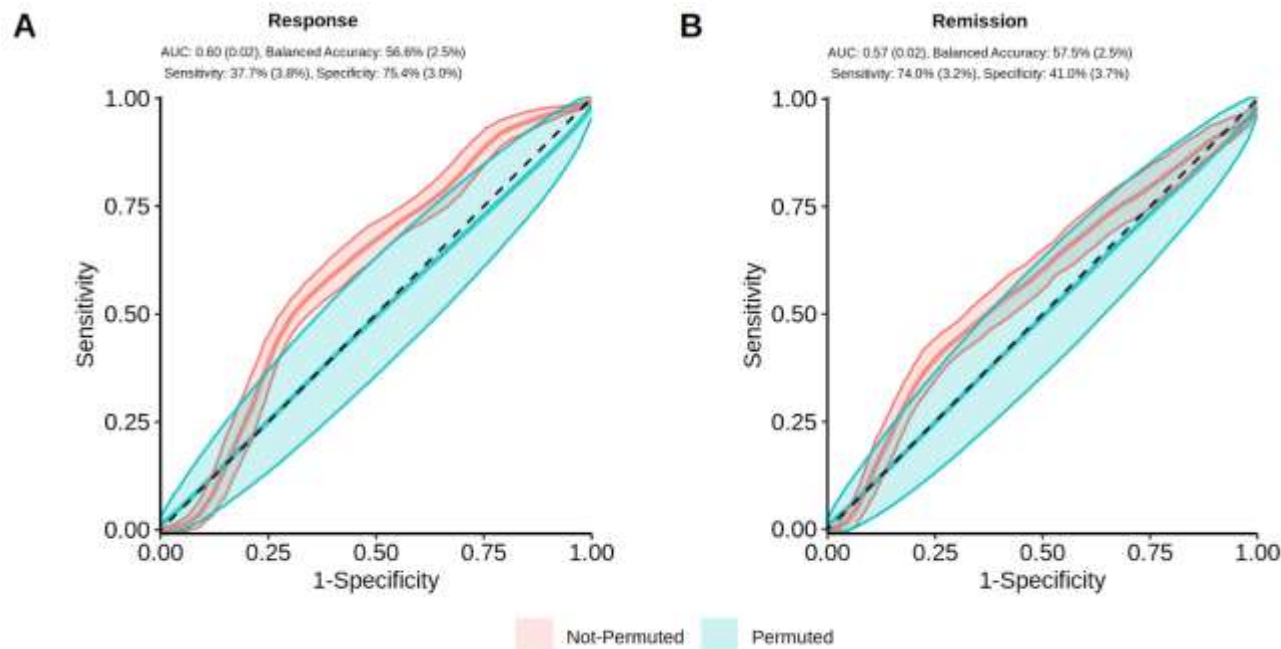 A
Response
AUC: 0.60 (0.02), Balanced Accuracy: 56.6% (2.5%)
Sensitivity: 37.7% (3.8%), Specificity: 75.4% (3.0%)
1.00
0.75
0.50
0.25
0.00
Sensitivity
0.00 0.25 0.50 0.75 1.00
1-Specificity
B
Remission
AUC: 0.57 (0.02), Balanced Accuracy: 57.5% (2.5%)
Sensitivity: 74.0% (3.2%), Specificity: 41.0% (3.7%)
1.00
0.75
0.50
0.25
0.00
Sensitivity
0.00 0.25 0.50 0.75 1.00
1-Specificity
Not-Permuted Permuted